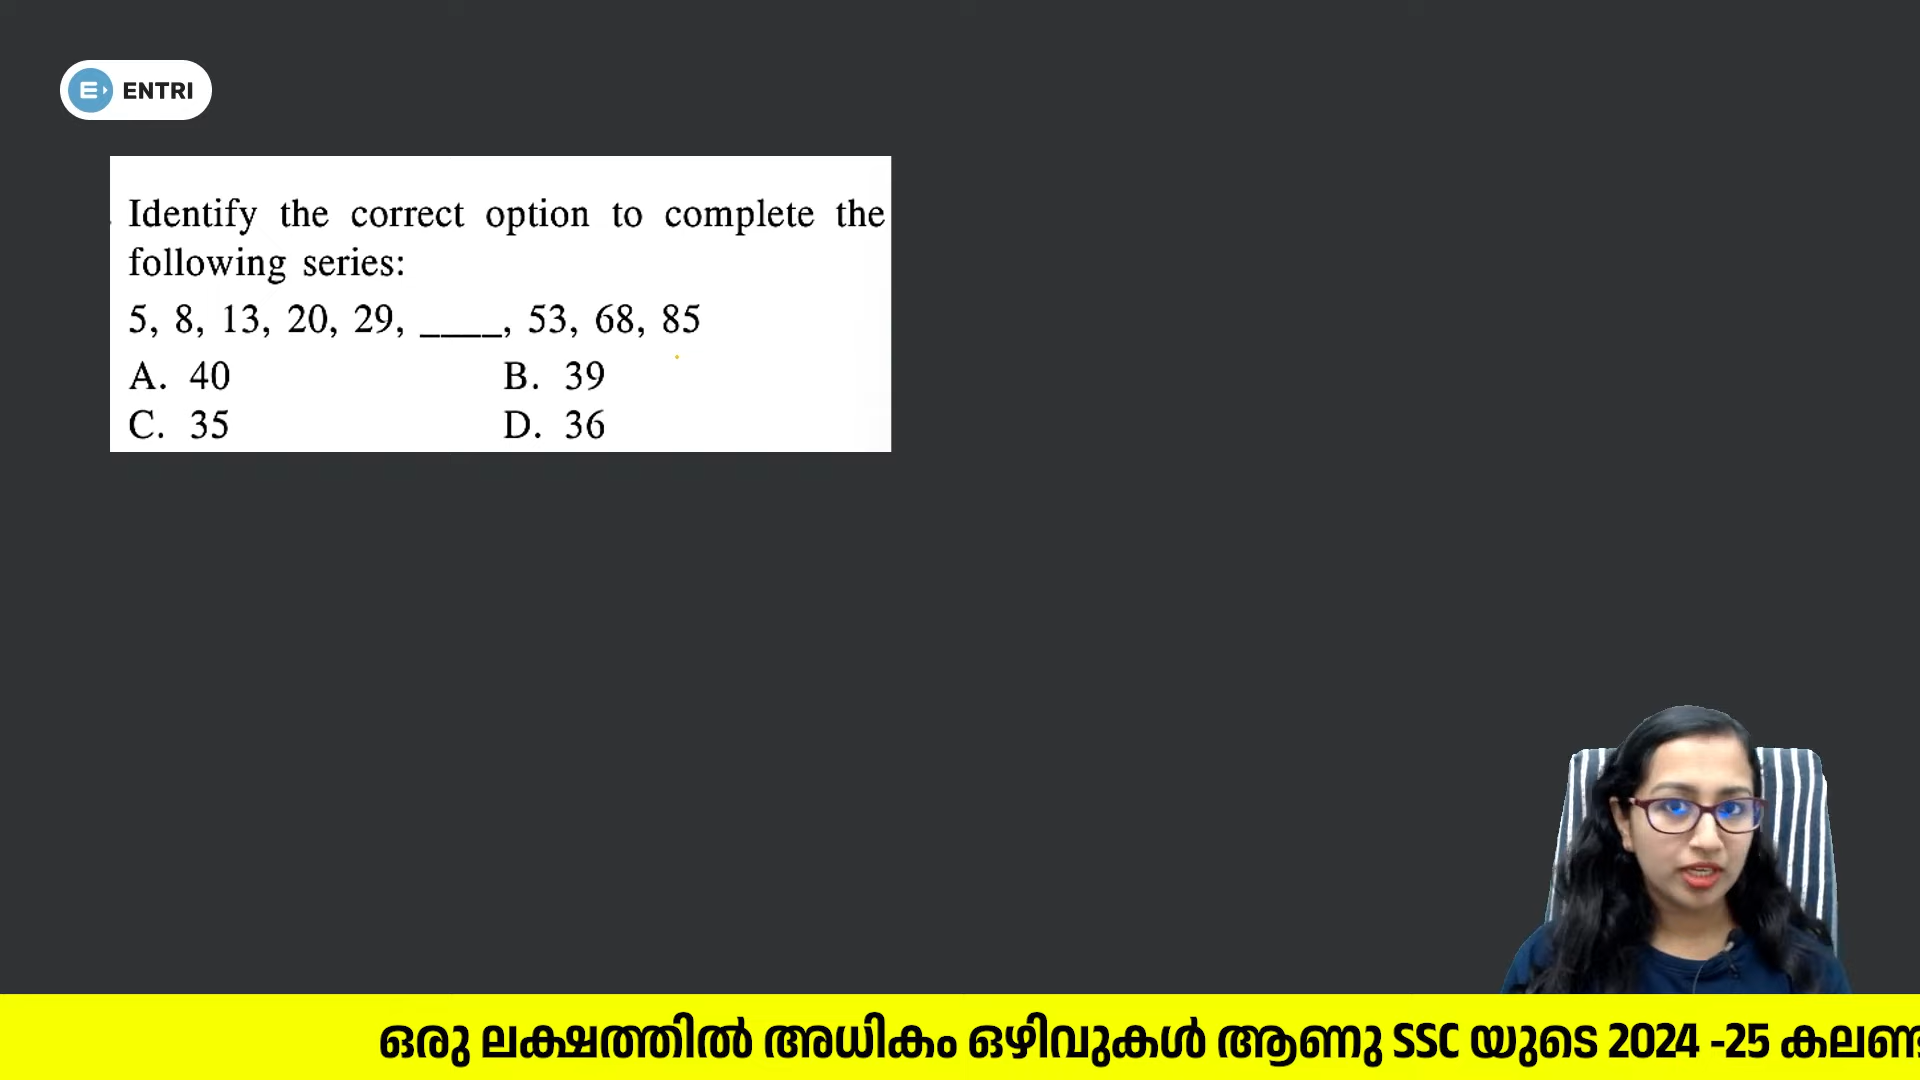 ENTRI
Identify the correct option to complete the
following series:
5, 8, 13, 20, 29, ____, 53, 68, 85
A. 40 B. 39
C. 35 D. 36
ഒരു ലക്ഷത്തിൽ അധികം ഒഴിവുകൾ ആണു SSC യുടെ 2024 -25